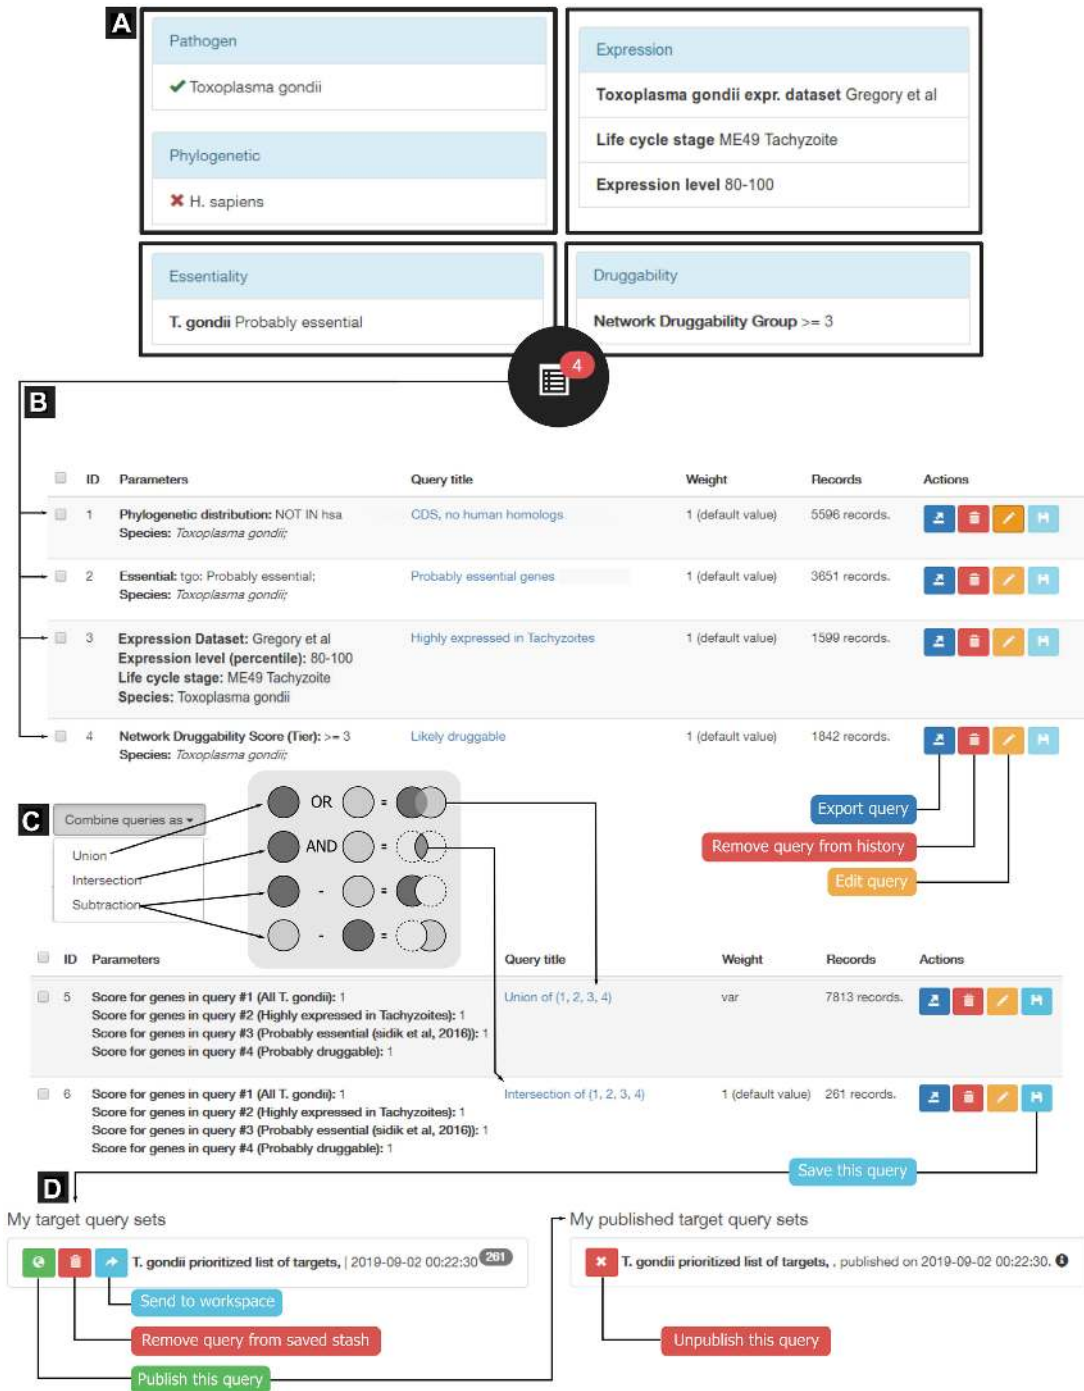 A
Pathogen
Toxoplasma gondii
Phylogenetic
H. sapiens
Expression
Toxoplasma gondii expr. dataset Gregory et al
Life cycle stage ME49 Tachyzoite
Expression level 80-100
Essentiality
T. gondii Probably essential
Druggability
Network Druggability Group >= 3
4
B
ID Parameters Query title Weight Records Actions
1 Phylogenetic distribution: NOT IN hsa CDS, no human homologs 1 (default value) 5596 records.
Species: Toxoplasma gondii;
2 Essential: tgo: Probably essential; Probably essential genes 1 (default value) 3651 records.
Species: Toxoplasma gondii;
3 Expression Dataset: Gregory et al Highly expressed in Tachyzoites 1 (default value) 1599 records.
Expression level (percentile): 80-100
Life cycle stage: ME49 Tachyzoite
Species: Toxoplasma gondii
4 Network Druggability Score (Tier): >= 3 Likely druggable 1 (default value) 1842 records.
Species: Toxoplasma gondii;
Export query
Remove query from history
Edit query
C
Combine queries as
Union
Intersection
Subtraction
OR =
AND =
- =
- =
ID Parameters Query title Weight Records Actions
5 Score for genes in query #1 (All T. gondii): 1 Union of (1, 2, 3, 4) var 7813 records.
Score for genes in query #2 (Highly expressed in Tachyzoites): 1
Score for genes in query #3 (Probably essential (sidik et al, 2016)): 1
Score for genes in query #4 (Probably druggable): 1
6 Score for genes in query #1 (All T. gondii): 1 Intersection of (1, 2, 3, 4) 1 (default value) 261 records.
Score for genes in query #2 (Highly expressed in Tachyzoites): 1
Score for genes in query #3 (Probably essential (sidik et al, 2016)): 1
Score for genes in query #4 (Probably druggable): 1
Save this query
D
My target query sets
T. gondii prioritized list of targets, | 2019-09-02 00:22:30 261
Send to workspace
Remove query from saved stash
Publish this query
My published target query sets
T. gondii prioritized list of targets, . published on 2019-09-02 00:22:30.
Unpublish this query